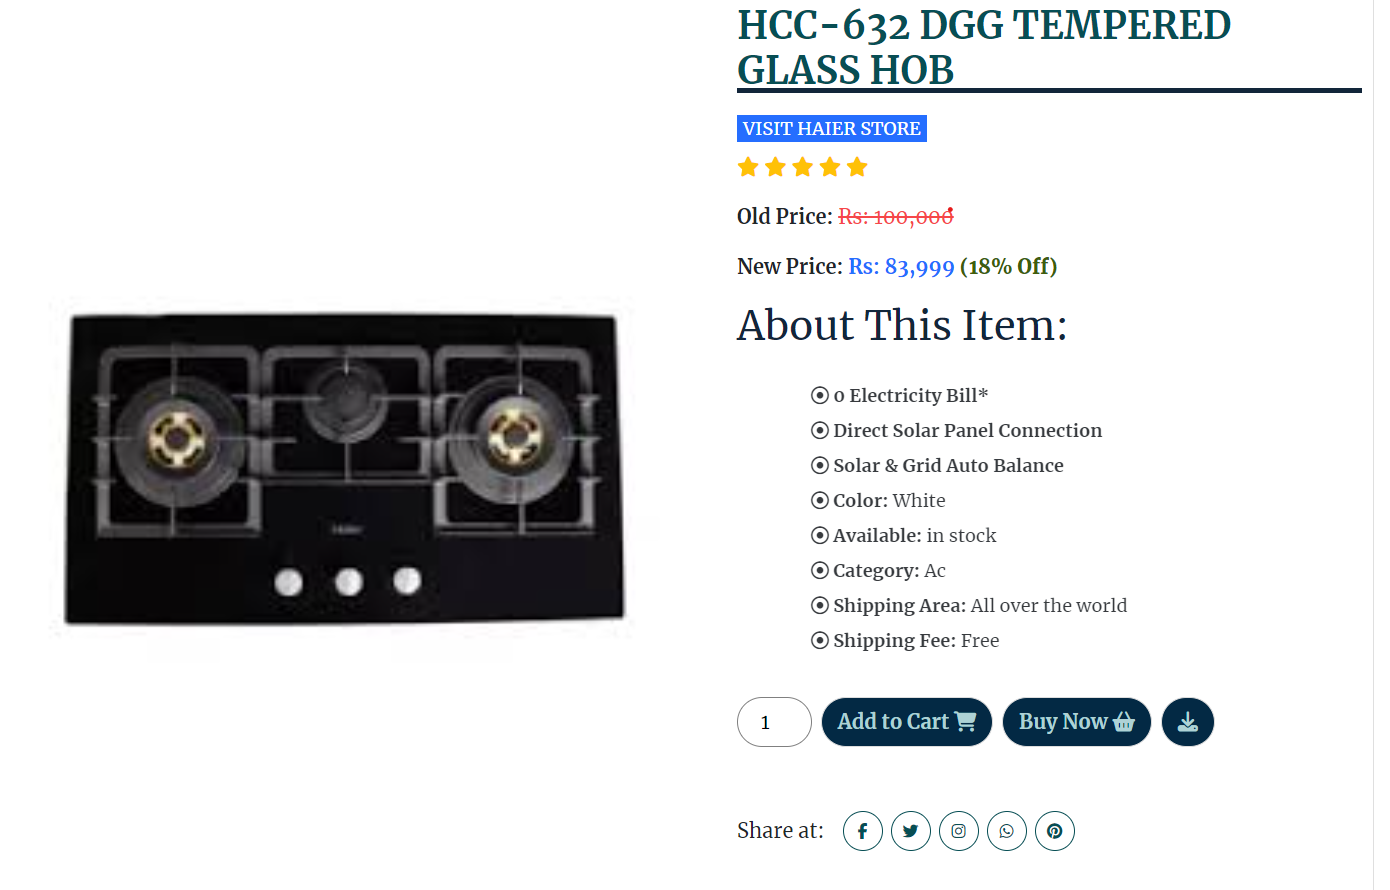 HCC-632 DGG TEMPERED
GLASS HOB
VISIT HAIER STORE
Old Price: Rs: 100,000
New Price: Rs: 83,999 (18% Off)
About This Item:
0 Electricity Bill*
Direct Solar Panel Connection
Solar & Grid Auto Balance
Color: White
Available: in stock
Category: Ac
Shipping Area: All over the world
Shipping Fee: Free
1
Add to Cart
Buy Now
Share at: